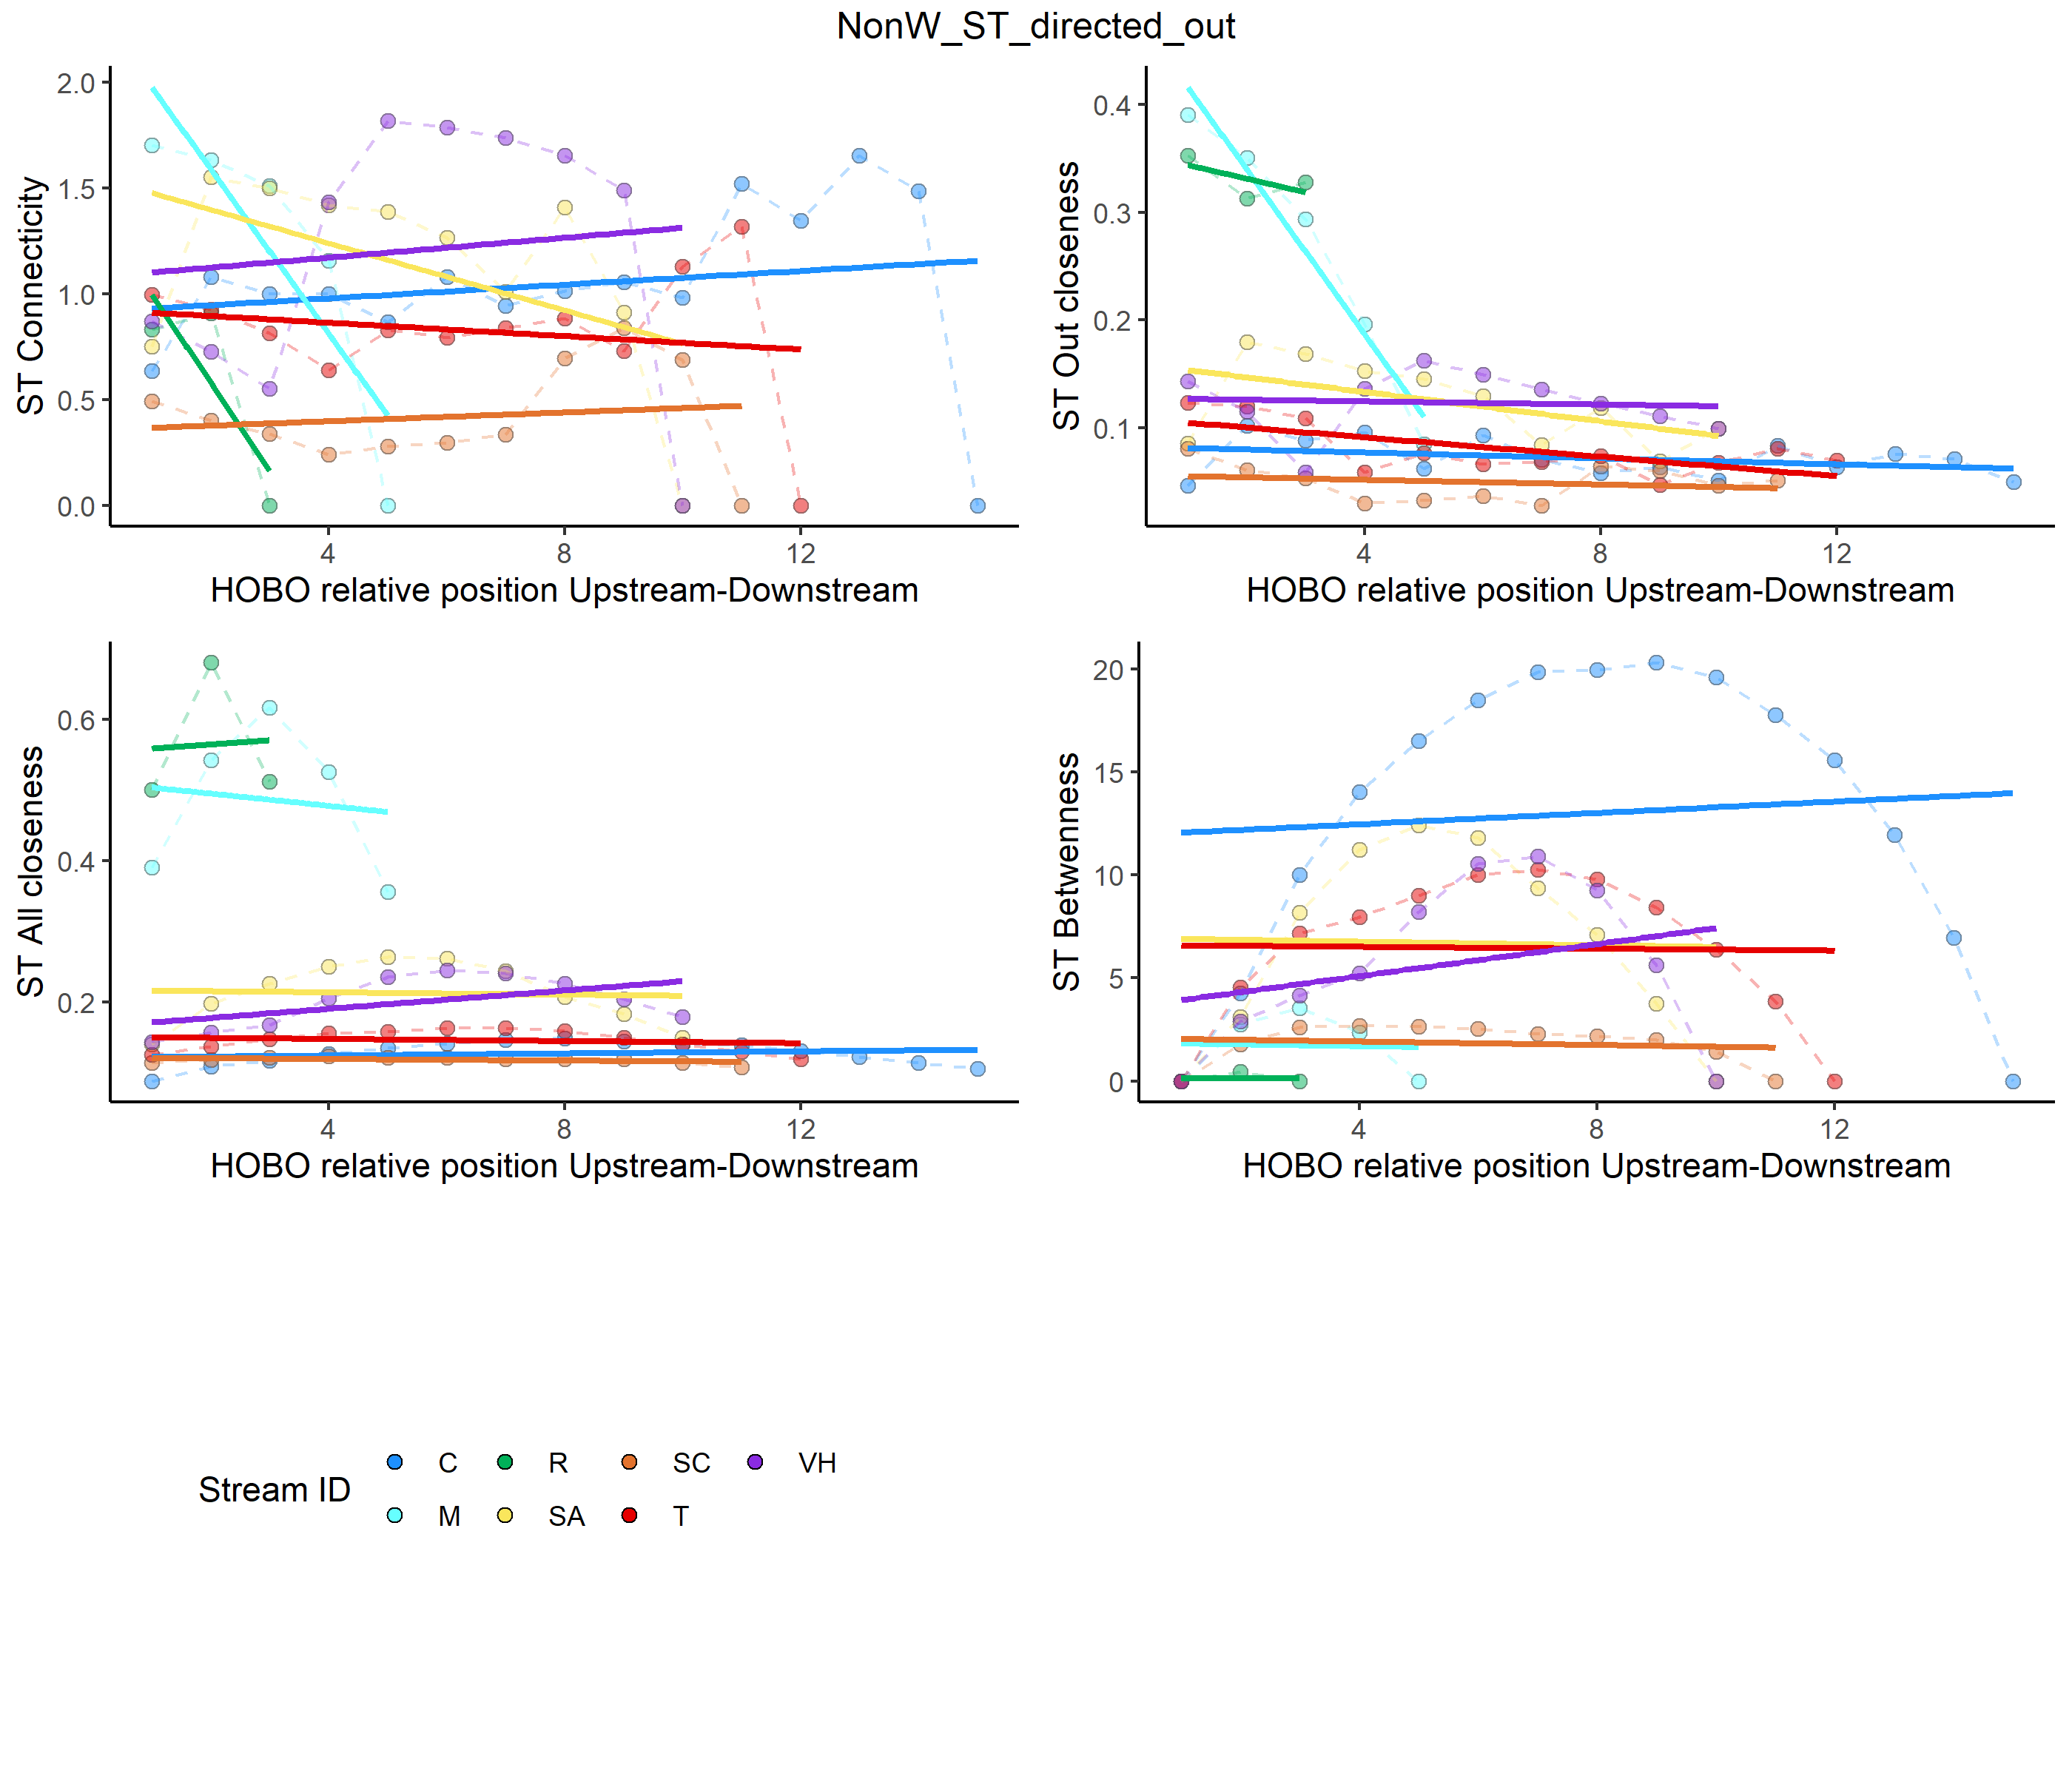 NonW_ST_directed_out
ST Connecticity
2.0
1.5
1.0
0.5
0.0
4 8 12
HOBO relative position Upstream-Downstream
ST Out closeness
0.4
0.3
0.2
0.1
4 8 12
HOBO relative position Upstream-Downstream
ST All closeness
0.6
0.4
0.2
4 8 12
HOBO relative position Upstream-Downstream
ST Betwenness
20
15
10
5
0
4 8 12
HOBO relative position Upstream-Downstream
Stream ID
C R SC VH
M SA T